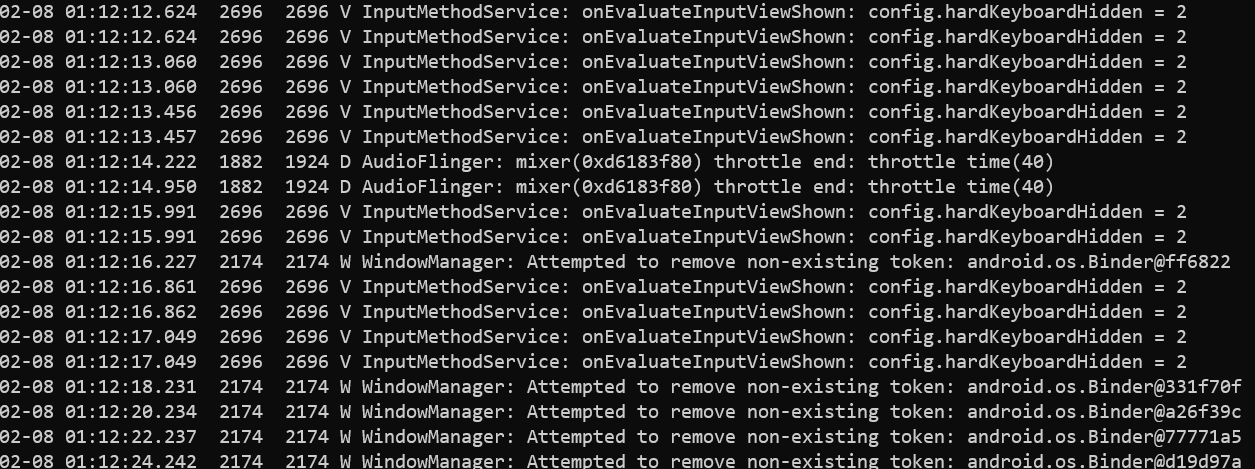 02-08 01:12:12.624  2696  2696 V InputMethodService: onEvaluateInputViewShown: config.hardKeyboardHidden = 2
02-08 01:12:12.624  2696  2696 V InputMethodService: onEvaluateInputViewShown: config.hardKeyboardHidden = 2
02-08 01:12:13.060  2696  2696 V InputMethodService: onEvaluateInputViewShown: config.hardKeyboardHidden = 2
02-08 01:12:13.060  2696  2696 V InputMethodService: onEvaluateInputViewShown: config.hardKeyboardHidden = 2
02-08 01:12:13.456  2696  2696 V InputMethodService: onEvaluateInputViewShown: config.hardKeyboardHidden = 2
02-08 01:12:13.457  2696  2696 V InputMethodService: onEvaluateInputViewShown: config.hardKeyboardHidden = 2
02-08 01:12:14.222  1882  1924 D AudioFlinger: mixer(0xd6183f80) throttle end: throttle time(40)
02-08 01:12:14.950  1882  1924 D AudioFlinger: mixer(0xd6183f80) throttle end: throttle time(40)
02-08 01:12:15.991  2696  2696 V InputMethodService: onEvaluateInputViewShown: config.hardKeyboardHidden = 2
02-08 01:12:15.991  2696  2696 V InputMethodService: onEvaluateInputViewShown: config.hardKeyboardHidden = 2
02-08 01:12:16.227  2174  2174 W WindowManager: Attempted to remove non-existing token: android.os.Binder@ff6822
02-08 01:12:16.861  2696  2696 V InputMethodService: onEvaluateInputViewShown: config.hardKeyboardHidden = 2
02-08 01:12:16.862  2696  2696 V InputMethodService: onEvaluateInputViewShown: config.hardKeyboardHidden = 2
02-08 01:12:17.049  2696  2696 V InputMethodService: onEvaluateInputViewShown: config.hardKeyboardHidden = 2
02-08 01:12:17.049  2696  2696 V InputMethodService: onEvaluateInputViewShown: config.hardKeyboardHidden = 2
02-08 01:12:18.231  2174  2174 W WindowManager: Attempted to remove non-existing token: android.os.Binder@331f70f
02-08 01:12:20.234  2174  2174 W WindowManager: Attempted to remove non-existing token: android.os.Binder@a26f39c
02-08 01:12:22.237  2174  2174 W WindowManager: Attempted to remove non-existing token: android.os.Binder@77771a5
02-08 01:12:24.242  2174  2174 W WindowManager: Attempted to remove non-existing token: android.os.Binder@d19d97a